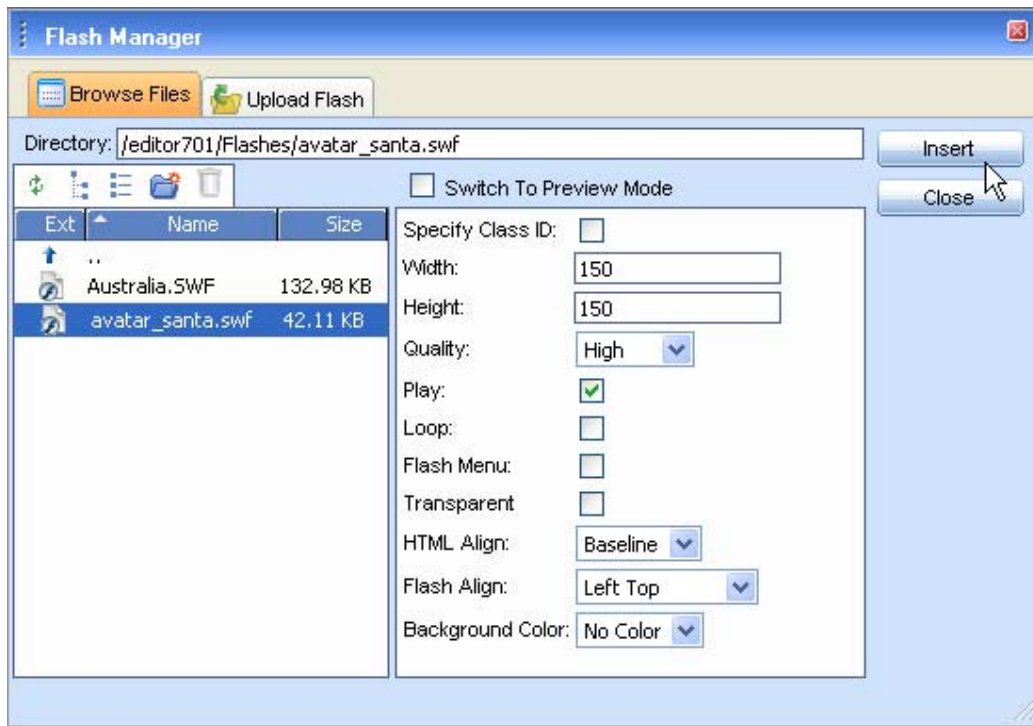 Flash Manager
Browse Files
Upload Flash
Directory: /editor701/Flashes/avatar_santa.swf
Insert
Close
Switch To Preview Mode
Ext Name Size
..
Australia.SWF 132.98 KB
avatar_santa.swf 42.11 KB
Specify Class ID:
Width: 150
Height: 150
Quality: High
Play:
Loop:
Flash Menu:
Transparent
HTML Align: Baseline
Flash Align: Left Top
Background Color: No Color